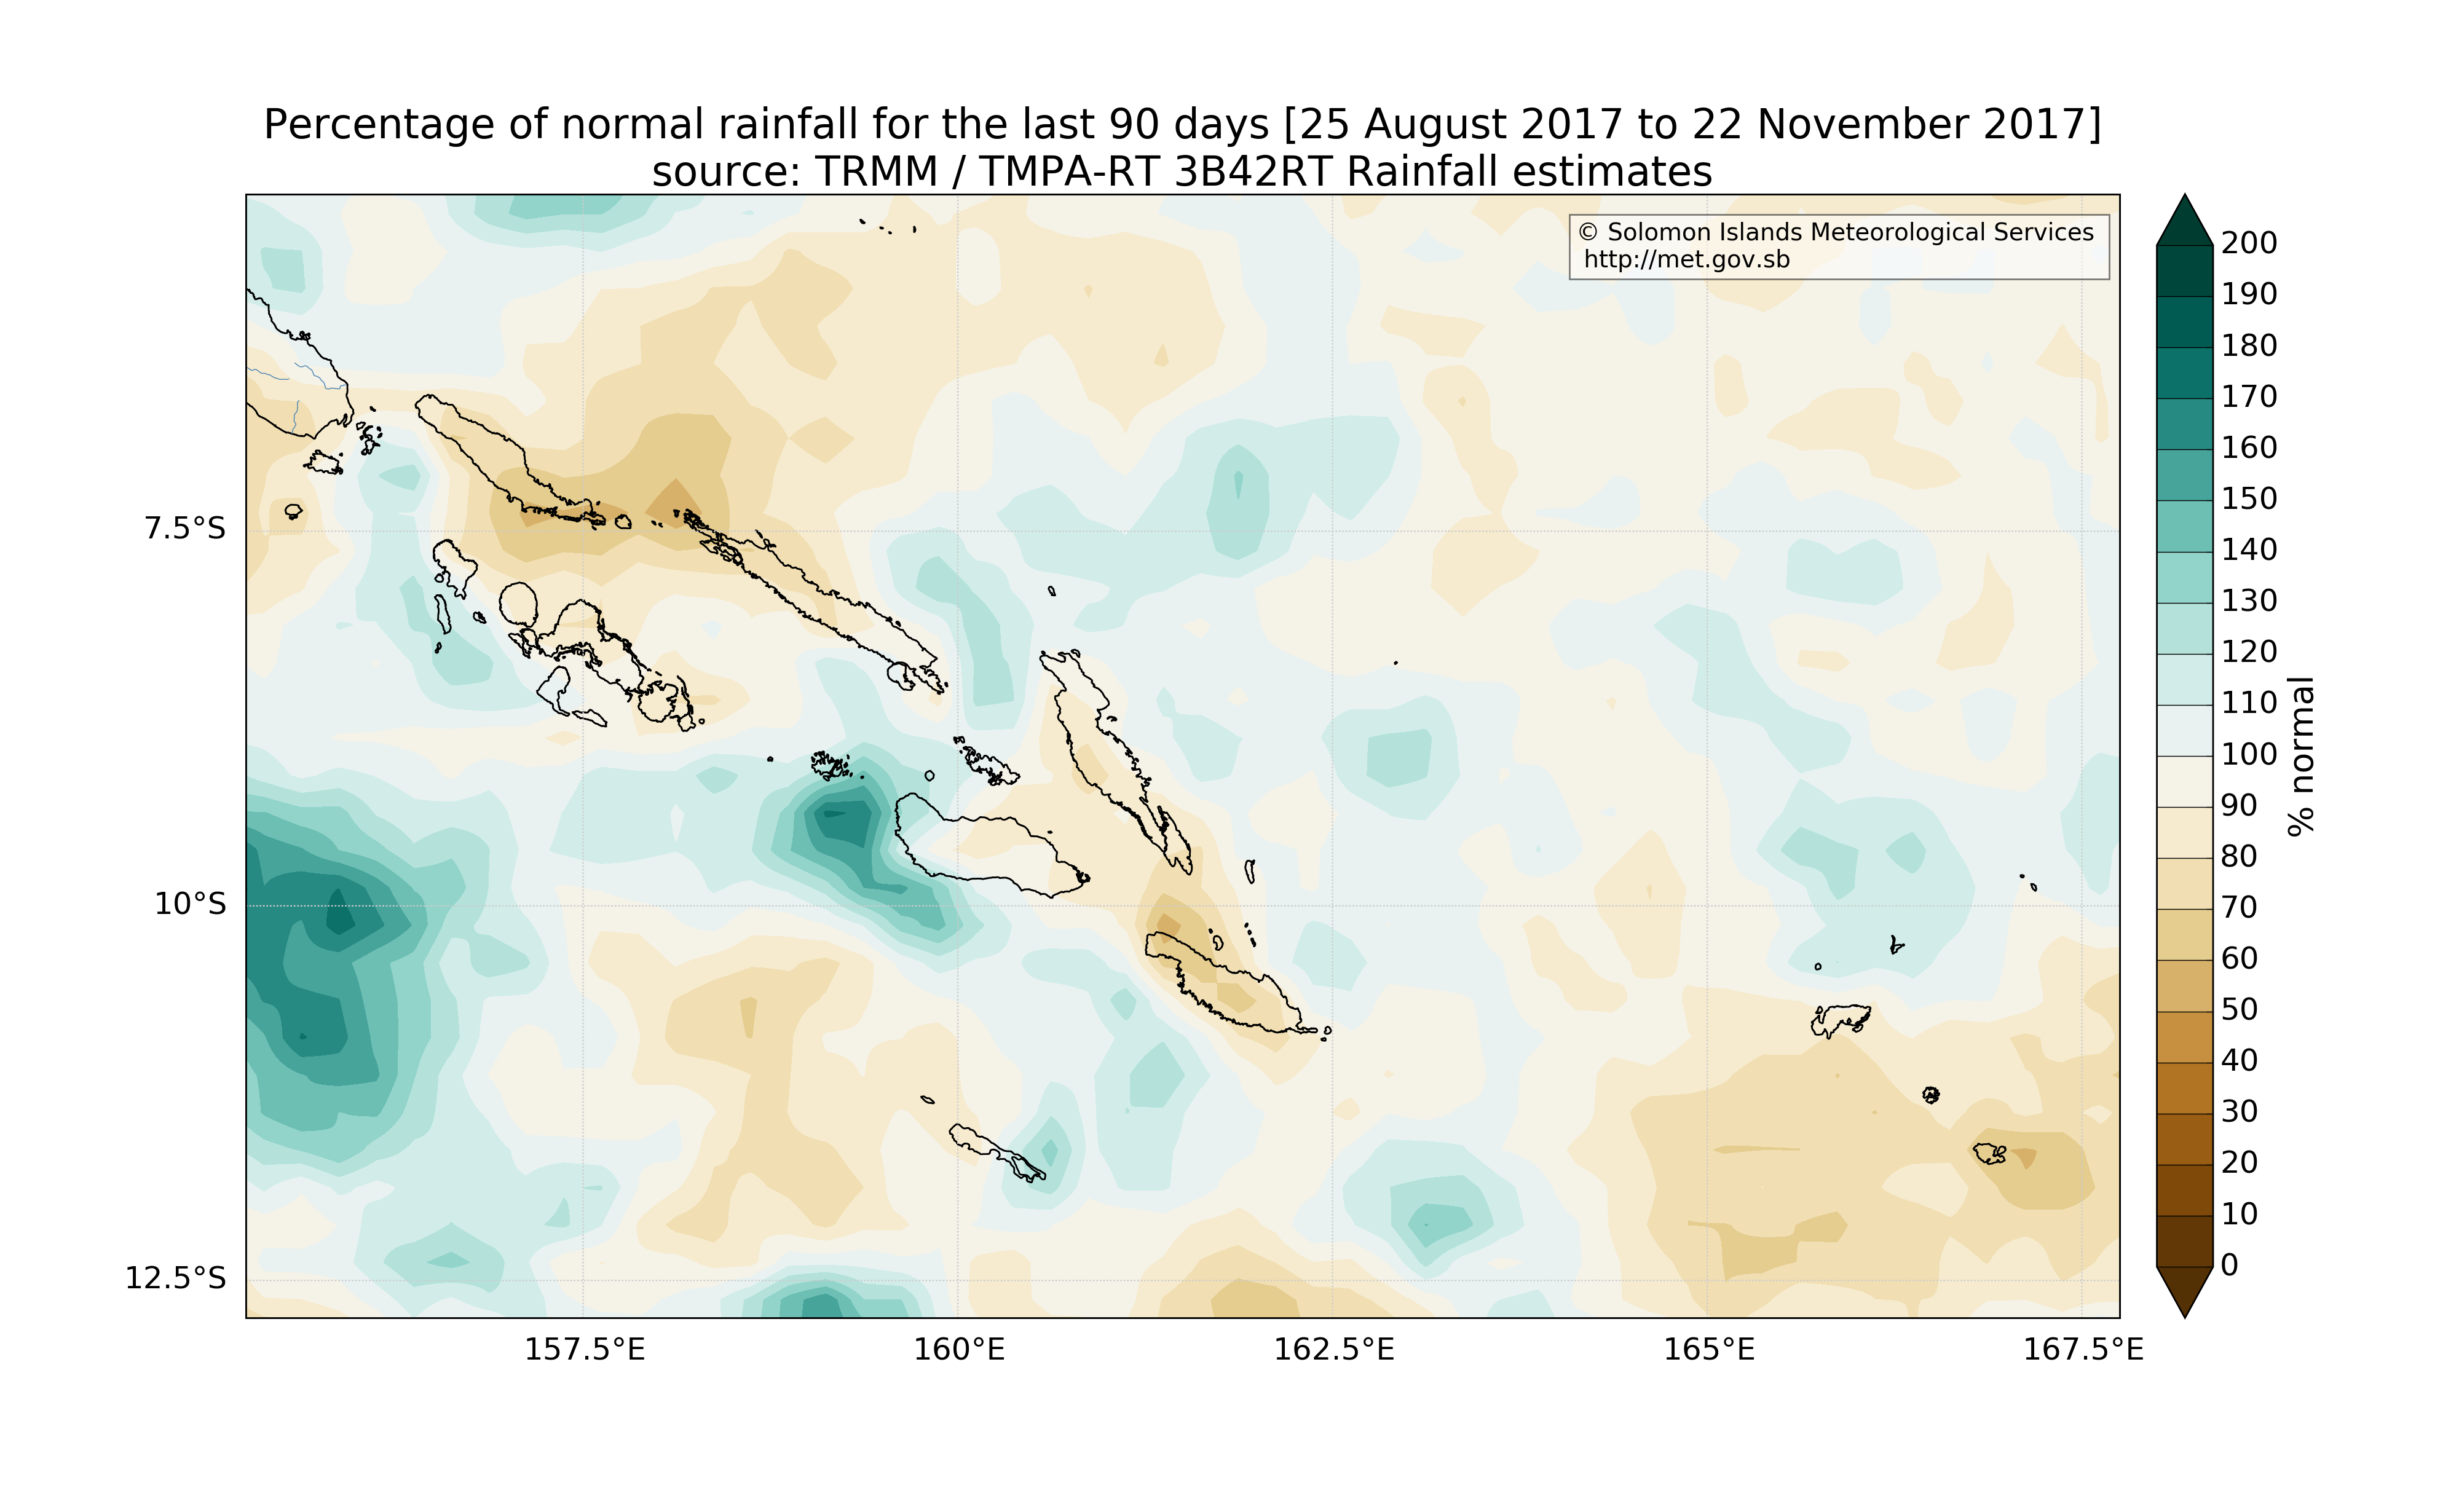 Percentage of normal rainfall for the last 90 days [25 August 2017 to 22 November 2017]
source: TRMM / TMPA-RT 3B42RT Rainfall estimates
© Solomon Islands Meteorological Services
http://met.gov.sb
7.5°S
10°S
12.5°S
157.5°E
160°E
162.5°E
165°E
167.5°E
200
190
180
170
160
150
140
130
120
110
100
90
80
70
60
50
40
30
20
10
0
% normal